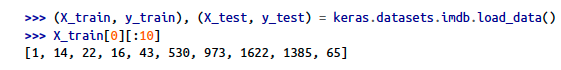 >>> (X_train, y_train), (X_test, y_test) = keras.datasets.imdb.load_data()
>>> X_train[0][:10]
[1, 14, 22, 16, 43, 530, 973, 1622, 1385, 65]